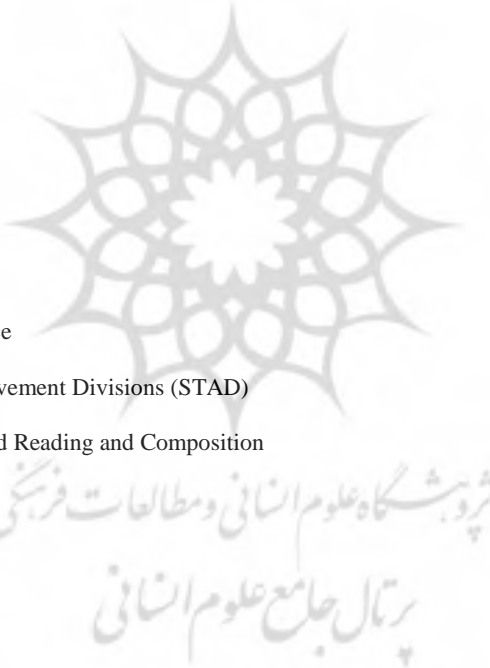 e
vement Divisions (STAD)
d Reading and Composition
پژوهشگاه علوم انسانی و مطالعات فرهنگی
پرتال جامع علوم انسانی